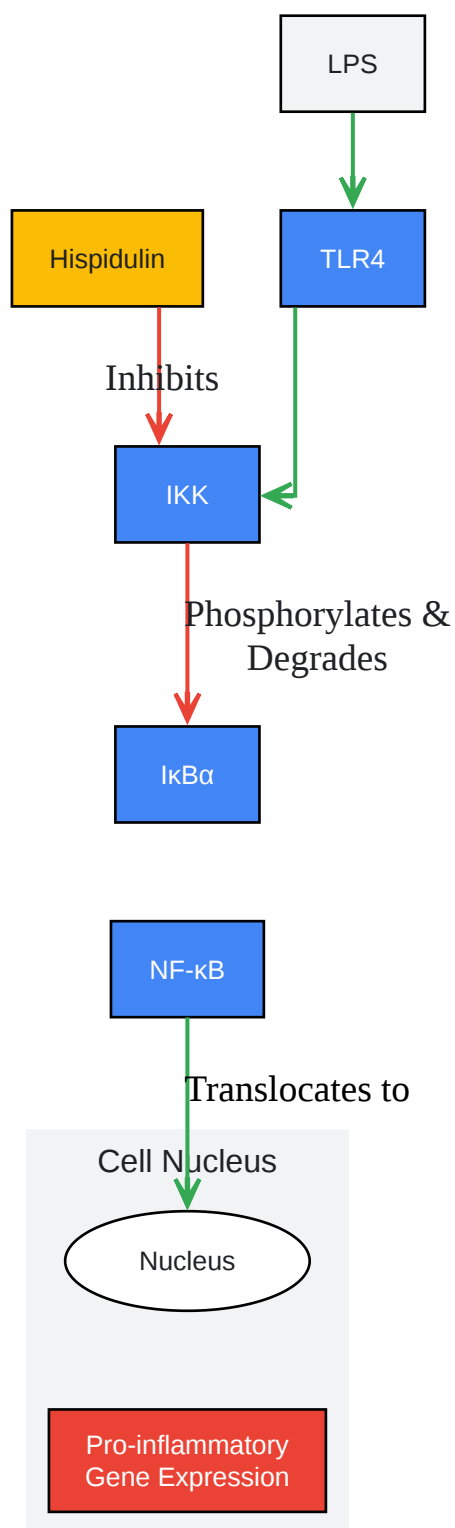 LPS
Hispidulin
TLR4
Inhibits
IKK
Phosphorylates &
Degrades
IκBα
NF-κB
Translocates to
Cell Nucleus
Nucleus
Pro-inflammatory
Gene Expression